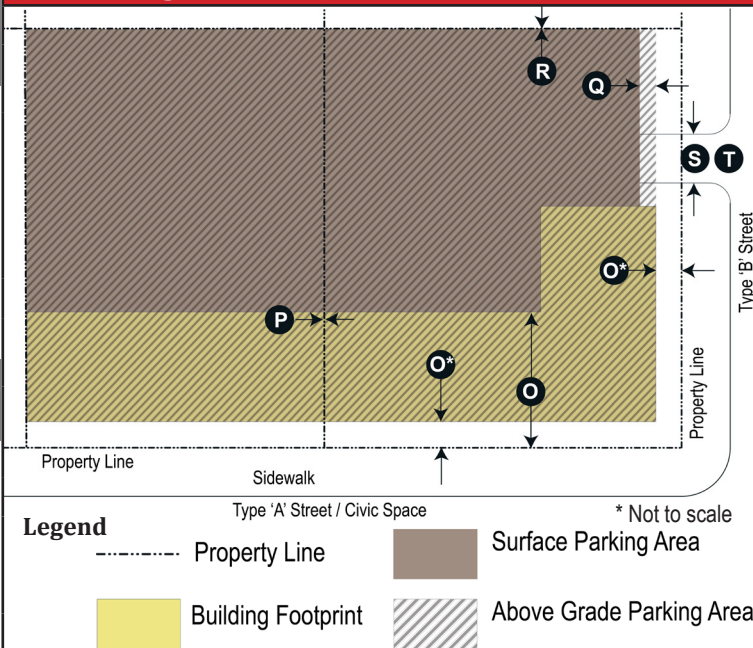 R
Q
S T
Type 'B' Street
O*
P
O*
O
Property Line
Property Line
Sidewalk
Type 'A' Street / Civic Space
* Not to scale
Legend
Property Line
Surface Parking Area
Building Footprint
Above Grade Parking Area